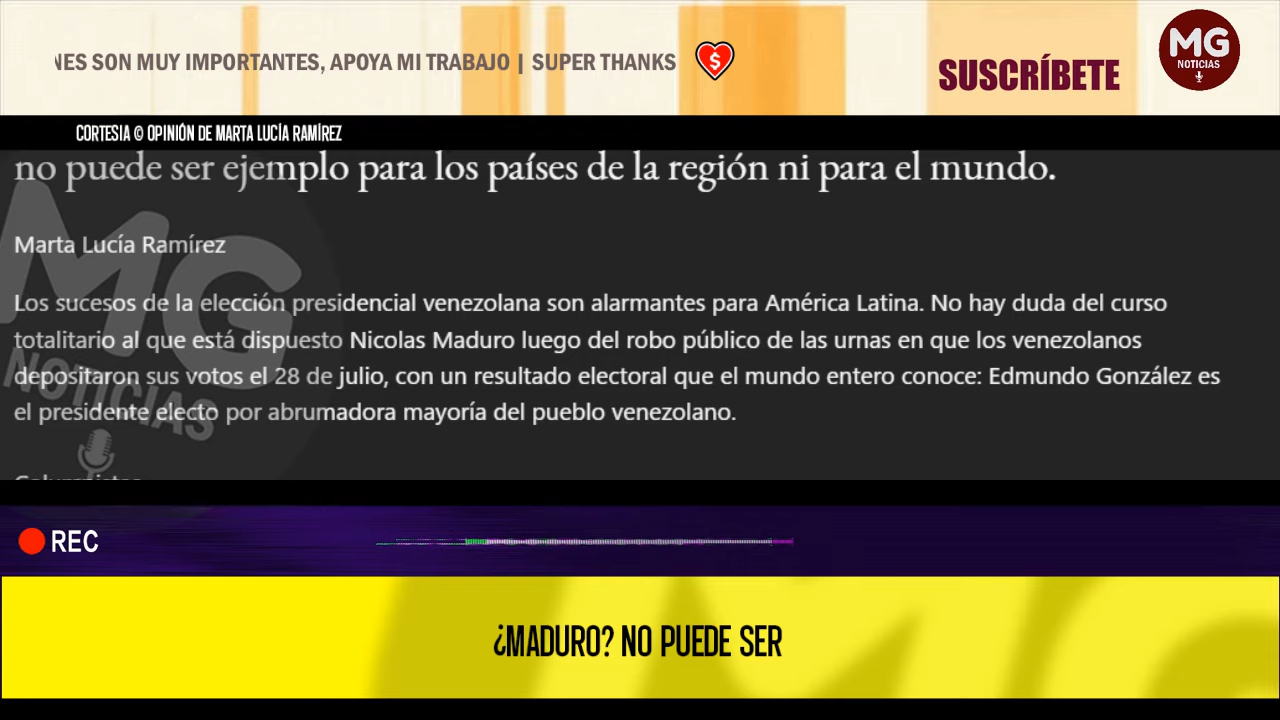 NES SON MUY IMPORTANTES, APOYA MI TRABAJO | SUPER THANKS
SUSCRÍBETE
MG
NOTICIAS
CORTESIA © OPINIÓN DE MARTA LUCÍA RAMÍREZ
no puede ser ejemplo para los países de la región ni para el mundo.
Marta Lucía Ramírez
Los sucesos de la elección presidencial venezolana son alarmantes para América Latina. No hay duda del curso
totalitario al que está dispuesto Nicolas Maduro luego del robo público de las urnas en que los venezolanos
depositaron sus votos el 28 de julio, con un resultado electoral que el mundo entero conoce: Edmundo González es
el presidente electo por abrumadora mayoría del pueblo venezolano.
MG
NOTICIAS
REC
¿MADURO? NO PUEDE SER